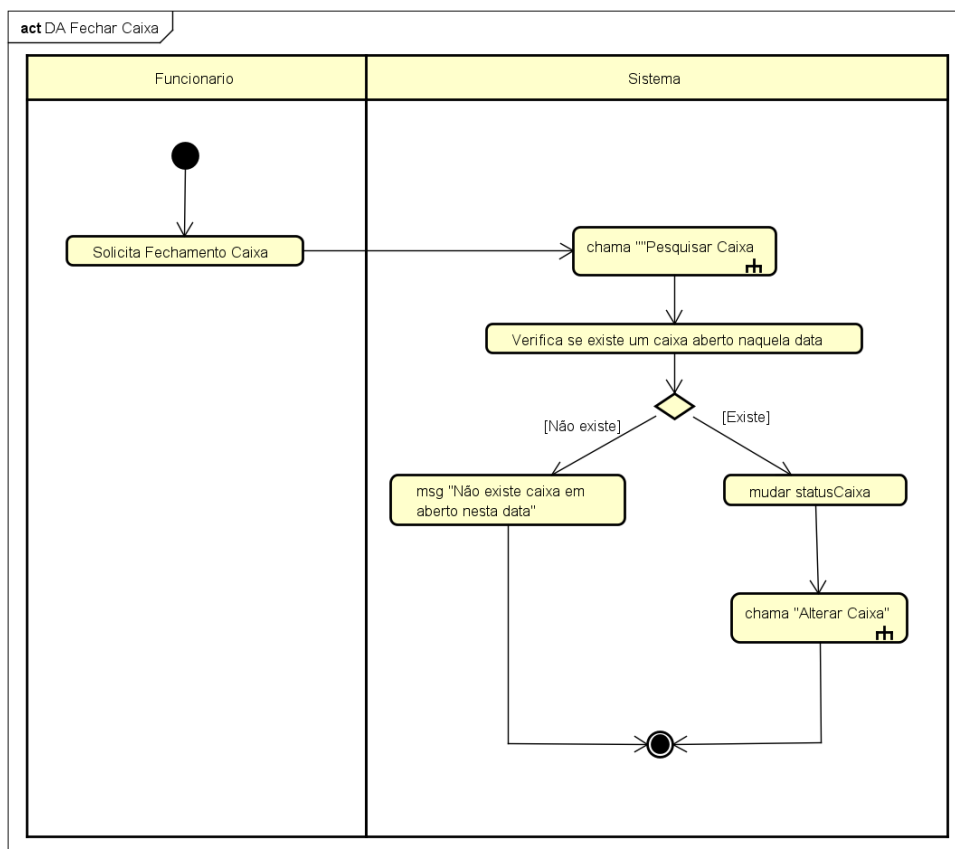 act DA Fechar Caixa
Funcionario
Sistema
Solicita Fechamento Caixa
chama ""Pesquisar Caixa
Verifica se existe um caixa aberto naquela data
[Não existe]
[Existe]
msg "Não existe caixa em
aberto nesta data"
mudar statusCaixa
chama "Alterar Caixa"